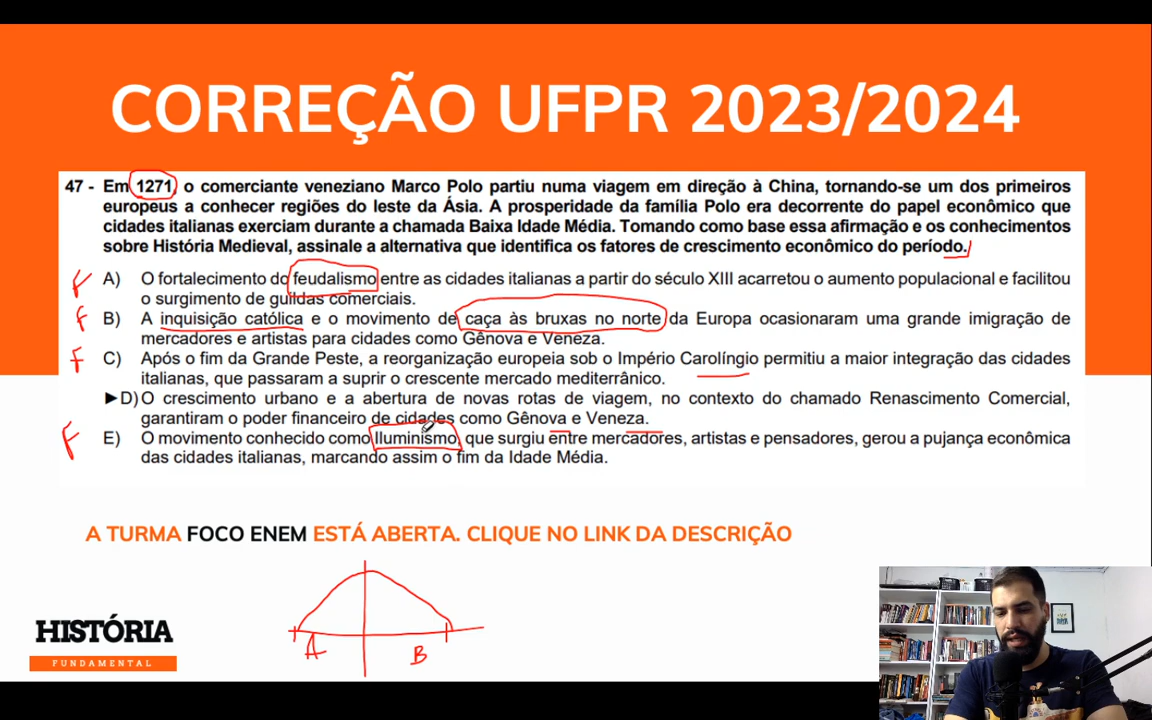 CORREÇÃO UFPR 2023/2024
47 - Em 1271, o comerciante veneziano Marco Polo partiu numa viagem em direção à China, tornando-se um dos primeiros
europeus a conhecer regiões do leste da Ásia. A prosperidade da família Polo era decorrente do papel econômico que
cidades italianas exerciam durante a chamada Baixa Idade Média. Tomando como base essa afirmação e os conhecimentos
sobre História Medieval, assinale a alternativa que identifica os fatores de crescimento econômico do período.
F A) O fortalecimento do feudalismo entre as cidades italianas a partir do século XIII acarretou o aumento populacional e facilitou
o surgimento de guildas comerciais.
F B) A inquisição católica e o movimento de caça às bruxas no norte da Europa ocasionaram uma grande imigração de
mercadores e artistas para cidades como Gênova e Veneza.
F C) Após o fim da Grande Peste, a reorganização europeia sob o Império Carolíngio permitiu a maior integração das cidades
italianas, que passaram a suprir o crescente mercado mediterrâneo.
►D) O crescimento urbano e a abertura de novas rotas de viagem, no contexto do chamado Renascimento Comercial,
garantiram o poder financeiro de cidades como Gênova e Veneza.
F E) O movimento conhecido como Iluminismo, que surgiu entre mercadores, artistas e pensadores, gerou a pujança econômica
das cidades italianas, marcando assim o fim da Idade Média.
A TURMA FOCO ENEM ESTÁ ABERTA. CLIQUE NO LINK DA DESCRIÇÃO
A B
HISTÓRIA
FUNDAMENTAL